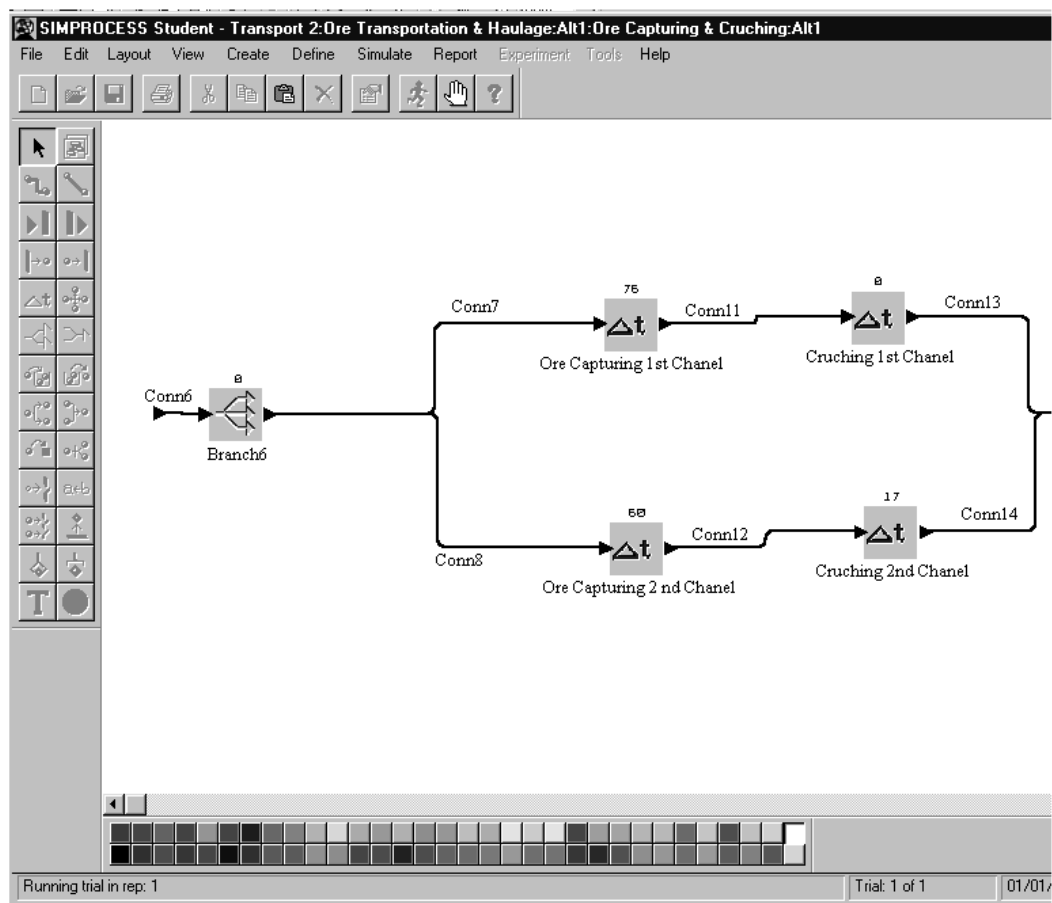 SIMPROCESS Student - Transport 2:Ore Transportation & Haulage:Alt1:Ore Capturing & Cruching:Alt1
File Edit Layout View Create Define Simulate Report Experiment Tools Help
76
0
Conn7
Conn11
Conn13
Ore Capturing 1st Chanel
Cruching 1st Chanel
0
Conn6
Branch6
60
17
Conn8
Conn12
Conn14
Ore Capturing 2 nd Chanel
Cruching 2nd Chanel
T
Running trial in rep: 1
Trial: 1 of 1
01/01/